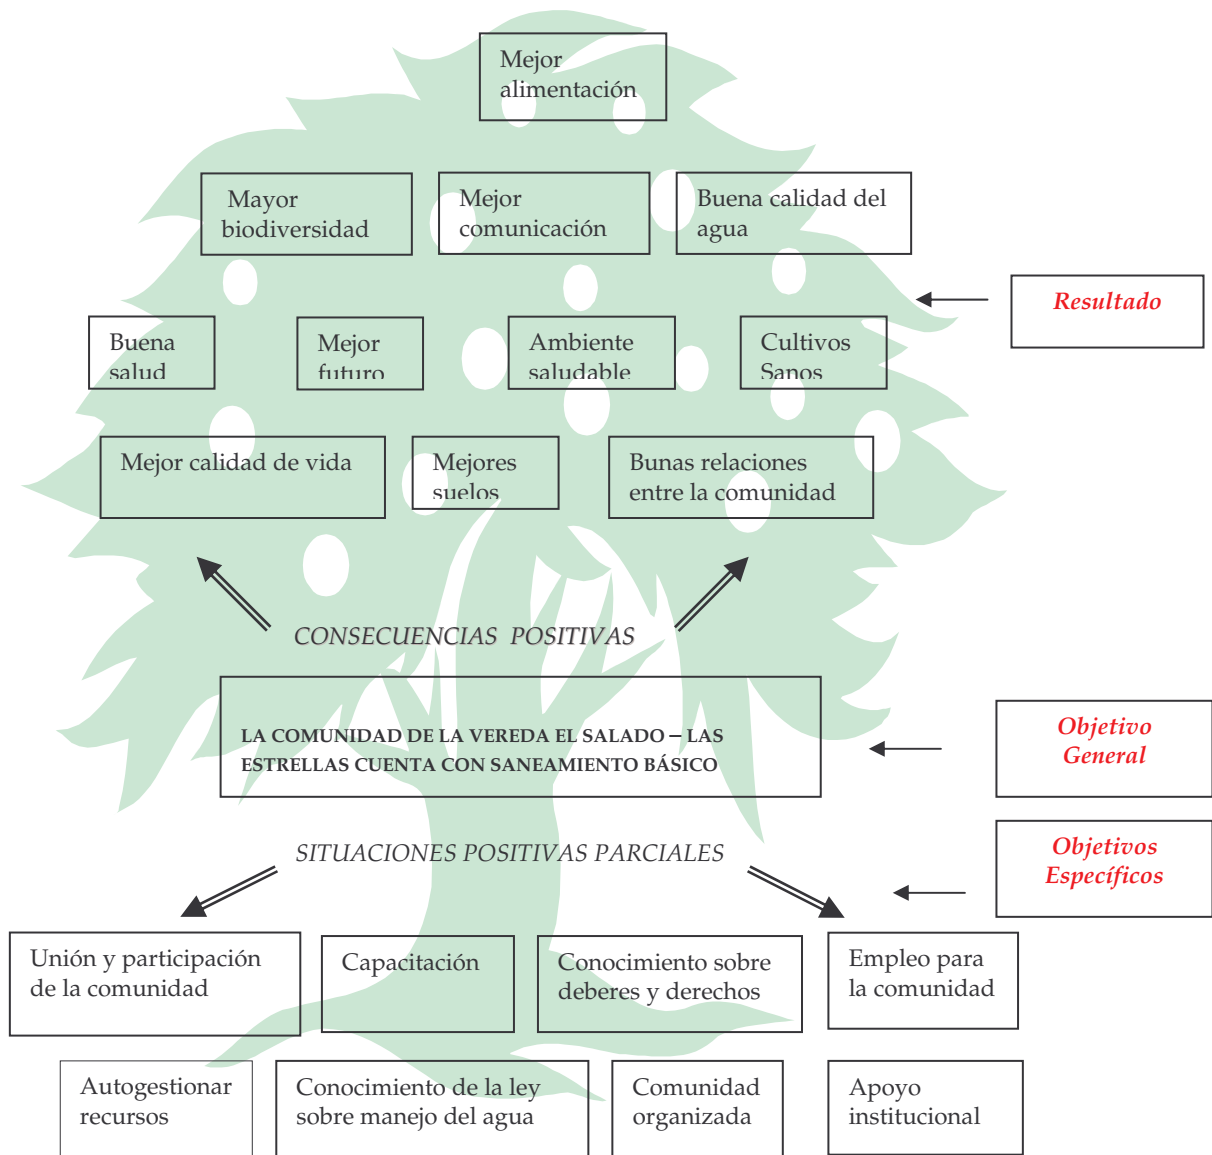 Mejor
alimentación
Mayor
biodiversidad
Mejor
comunicación
Buena calidad del
agua
Resultado
Buena
salud
Mejor
futuro
Ambiente
saludable
Cultivos
Sanos
Mejor calidad de vida
Mejores
suelos
Bunas relaciones
entre la comunidad
CONSECUENCIAS POSITIVAS
LA COMUNIDAD DE LA VEREDA EL SALADO – LAS
ESTRELLAS CUENTA CON SANEAMIENTO BÁSICO
Objetivo
General
SITUACIONES POSITIVAS PARCIALES
Objetivos
Específicos
Unión y participación
de la comunidad
Capacitación
Conocimiento sobre
deberes y derechos
Empleo para
la comunidad
Autogestionar
recursos
Conocimiento de la ley
sobre manejo del agua
Comunidad
organizada
Apoyo
institucional